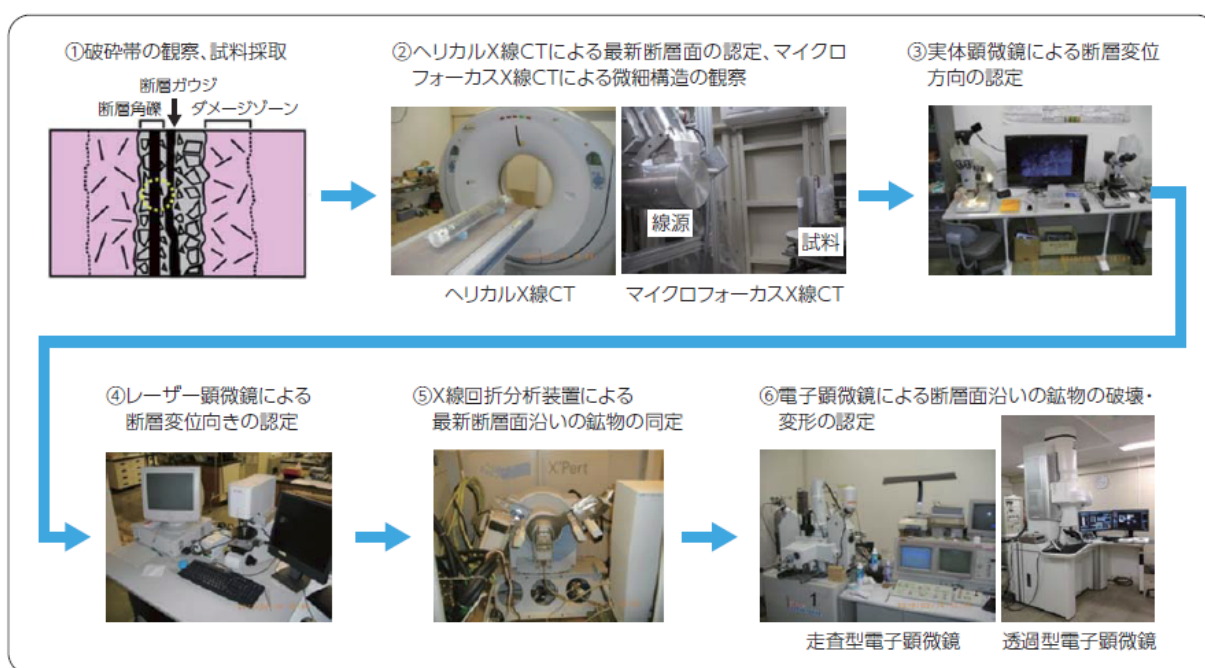 ①破砕帯の観察、試料採取
断層ガウジ
断層角礫
ダメージゾーン
②ヘリカルX線CTによる最新断層面の認定、マイクロ
フォーカスX線CTによる微細構造の観察
線源
試料
ヘリカルX線CT
マイクロフォーカスX線CT
③実体顕微鏡による断層変位
方向の認定
④レーザー顕微鏡による
断層変位向きの認定
⑤X線回折分析装置による
最新断層面沿いの鉱物の同定
X'Pert
⑥電子顕微鏡による断層面沿いの鉱物の破壊・
変形の認定
1
走査型電子顕微鏡
透過型電子顕微鏡